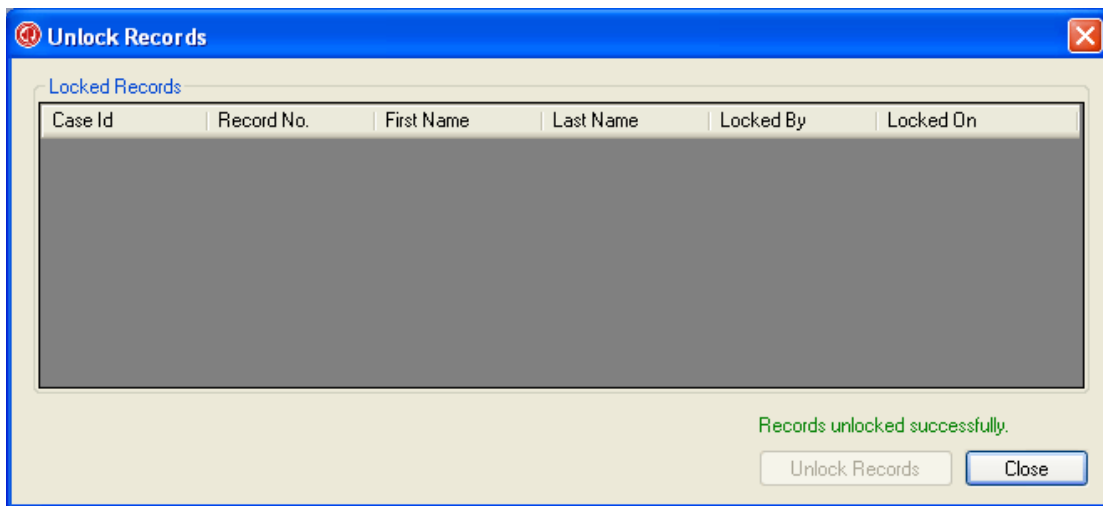 Unlock Records
Locked Records
Case Id Record No. First Name Last Name Locked By Locked On
Records unlocked successfully.
Unlock Records Close